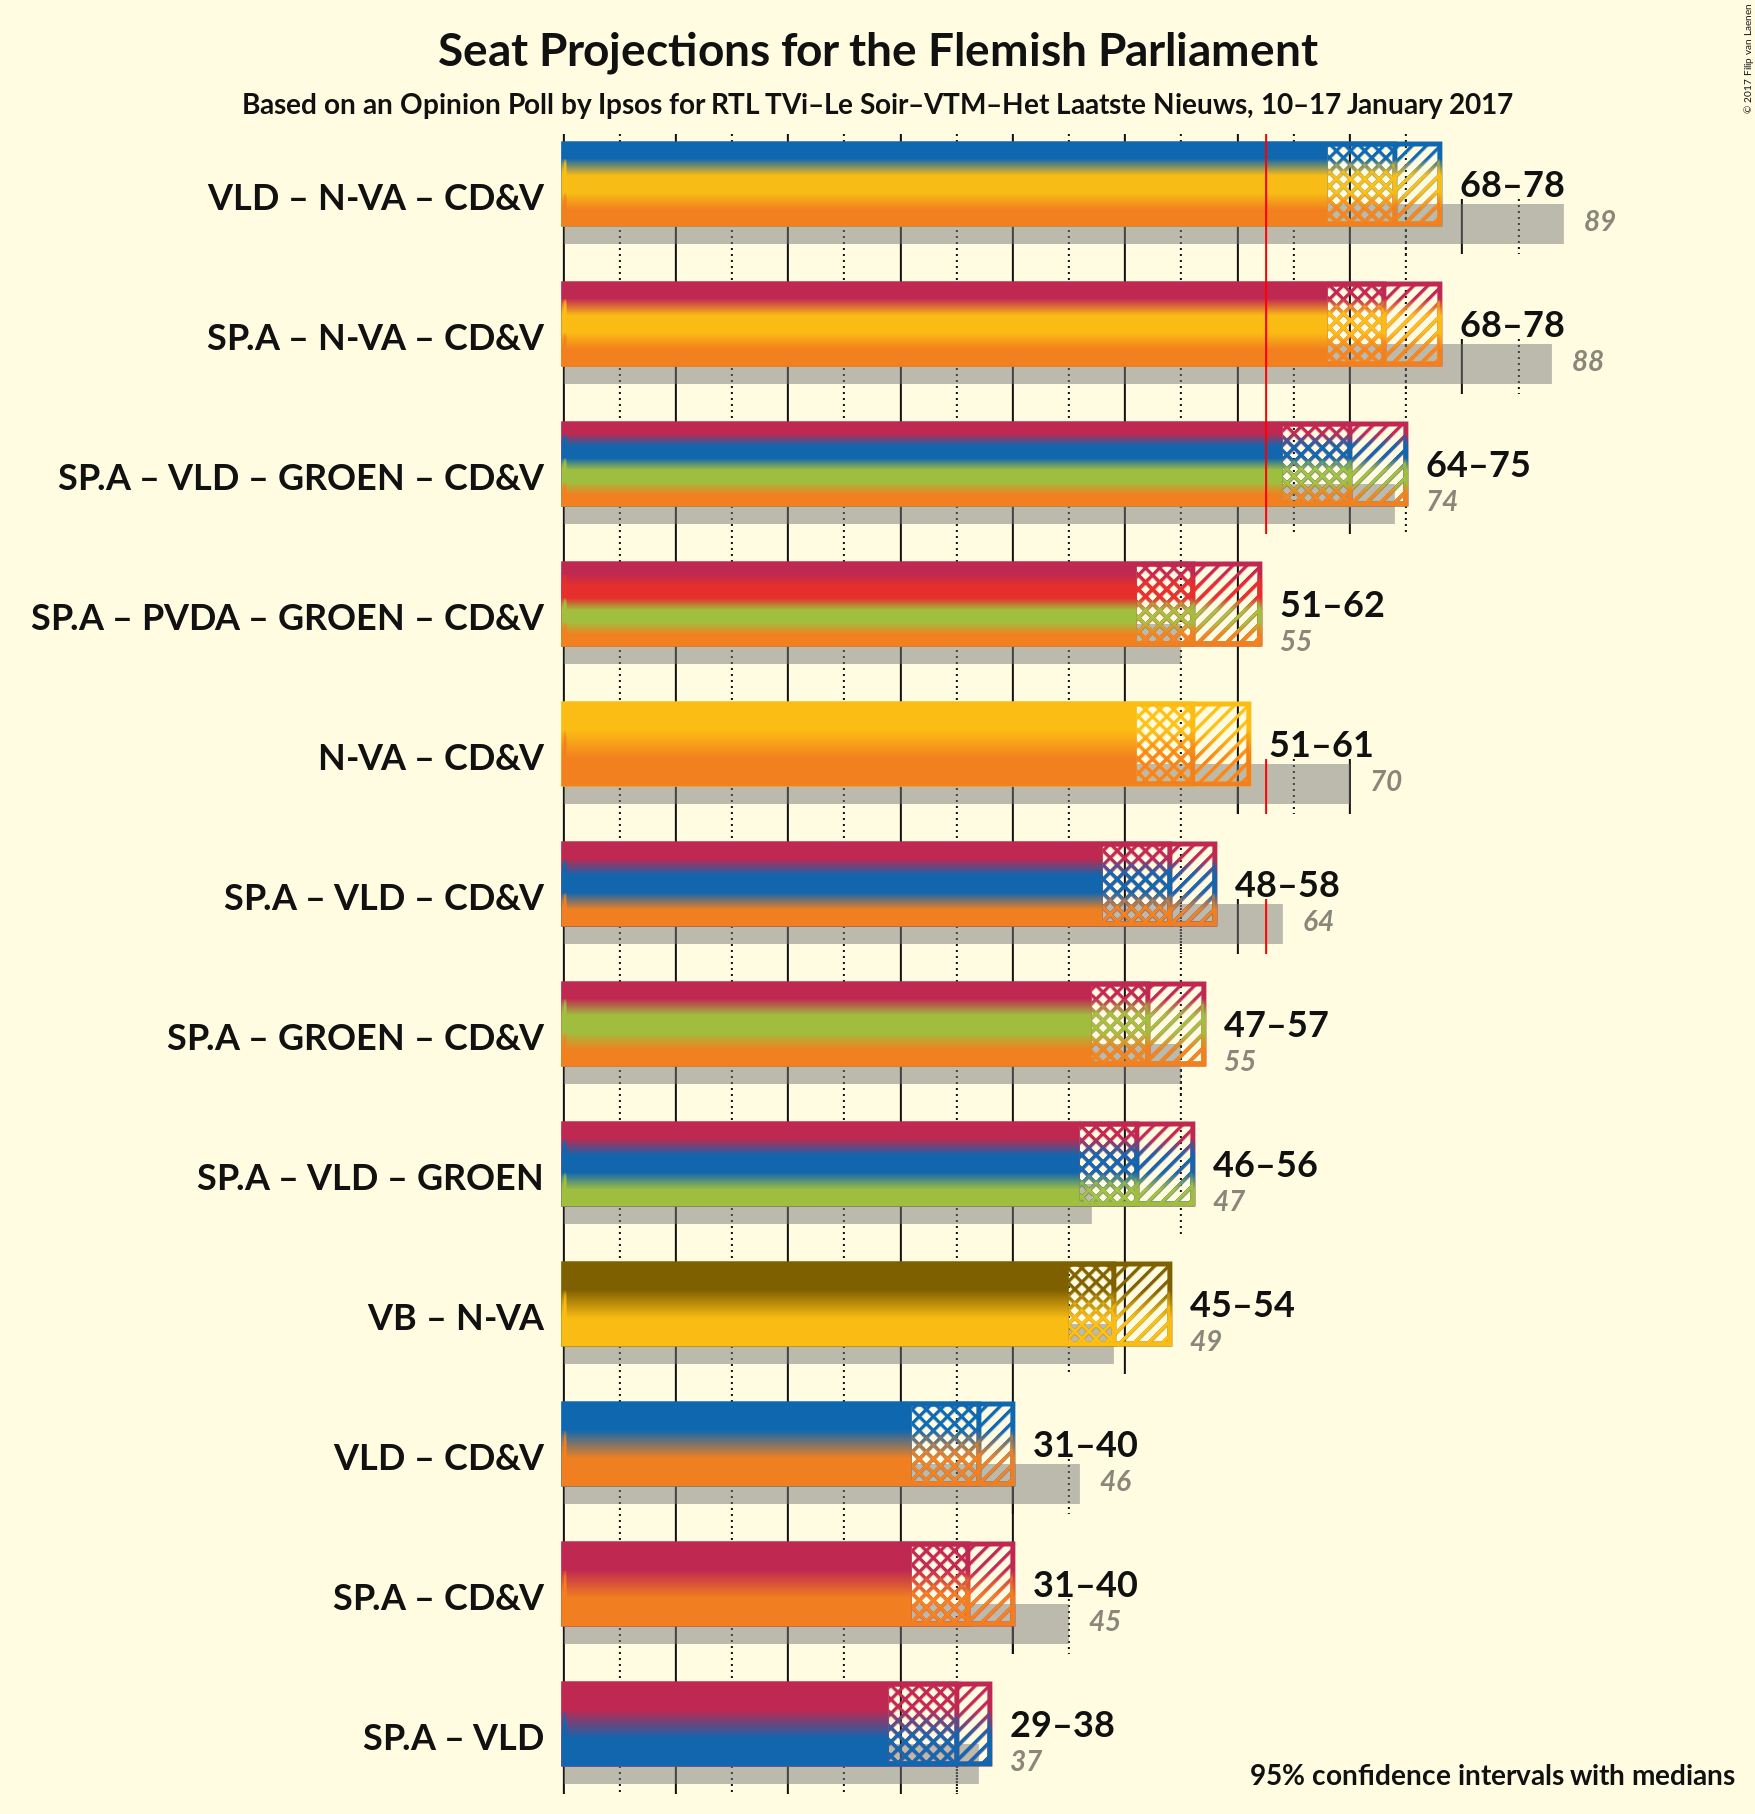 Seat Projections for the Flemish Parliament
Based on an Opinion Poll by Ipsos for RTL TVi–Le Soir–VTM–Het Laatste Nieuws, 10–17 January 2017
© 2017 Filip van Laenen
VLD – N-VA – CD&V
68–78
89
SP.A – N-VA – CD&V
68–78
88
SP.A – VLD – GROEN – CD&V
64–75
74
SP.A – PVDA – GROEN – CD&V
51–62
55
N-VA – CD&V
51–61
70
SP.A – VLD – CD&V
48–58
64
SP.A – GROEN – CD&V
47–57
55
SP.A – VLD – GROEN
46–56
47
VB – N-VA
45–54
49
VLD – CD&V
31–40
46
SP.A – CD&V
31–40
45
SP.A – VLD
29–38
37
95% confidence intervals with medians